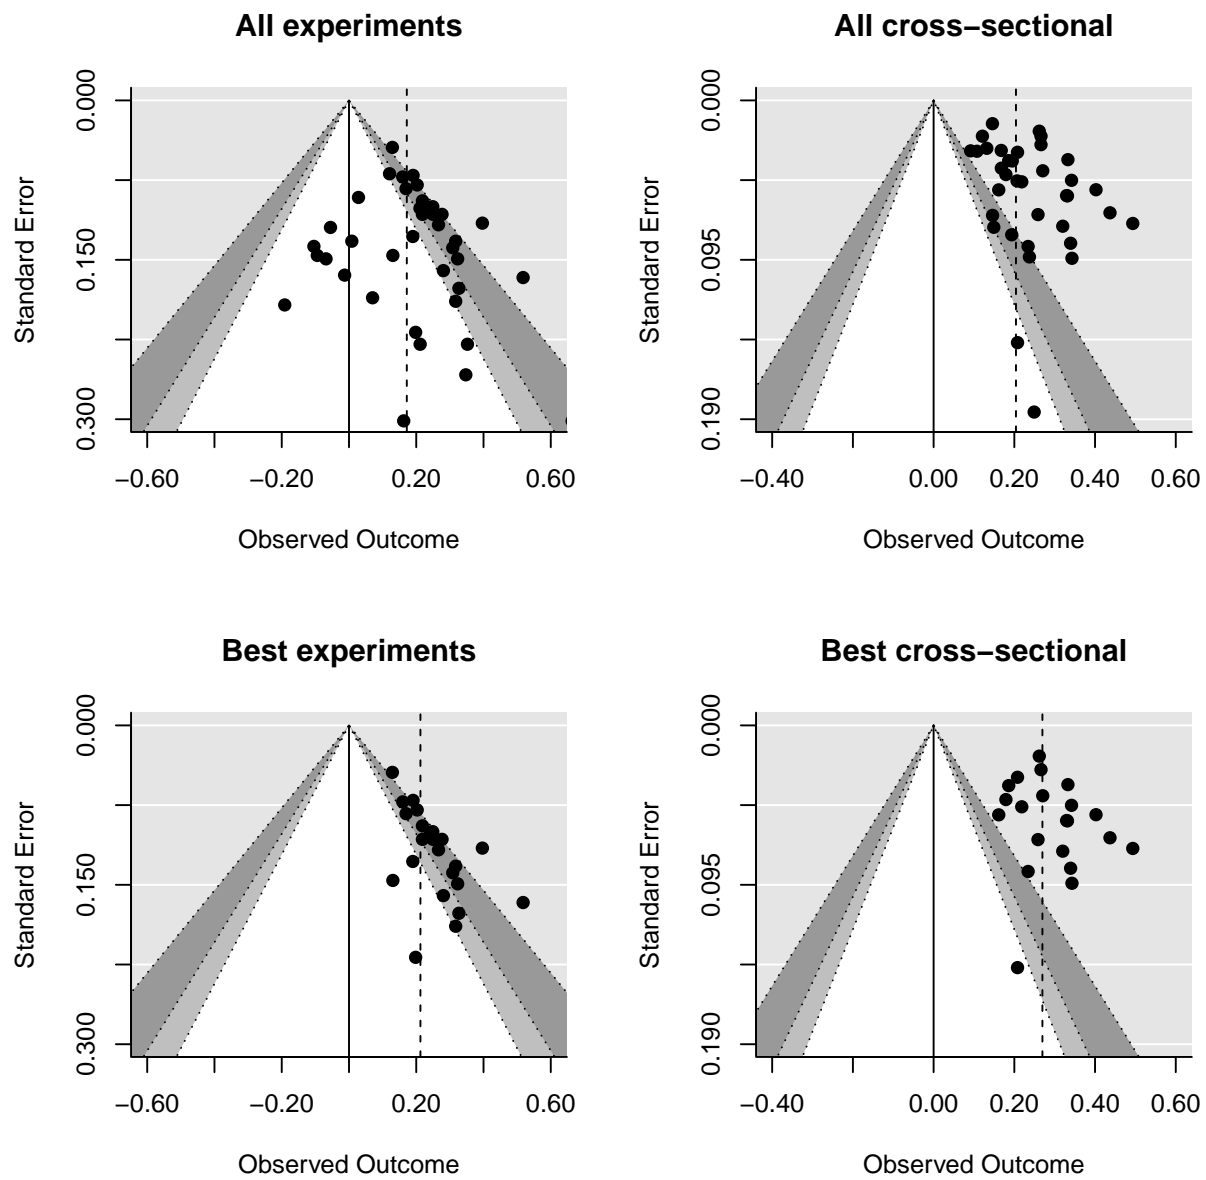 All experiments
0.000
0.150
0.300
Standard Error
−0.60 −0.20 0.20 0.60
Observed Outcome
All cross−sectional
0.000
0.095
0.190
Standard Error
−0.40 0.00 0.20 0.40 0.60
Observed Outcome
Best experiments
0.000
0.150
0.300
Standard Error
−0.60 −0.20 0.20 0.60
Observed Outcome
Best cross−sectional
0.000
0.095
0.190
Standard Error
−0.40 0.00 0.20 0.40 0.60
Observed Outcome